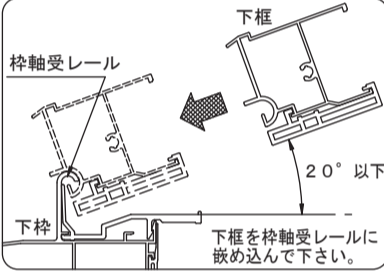 下框
枠軸受レール
20° 以下
下枠
下框を枠軸受レールに
嵌め込んで下さい。